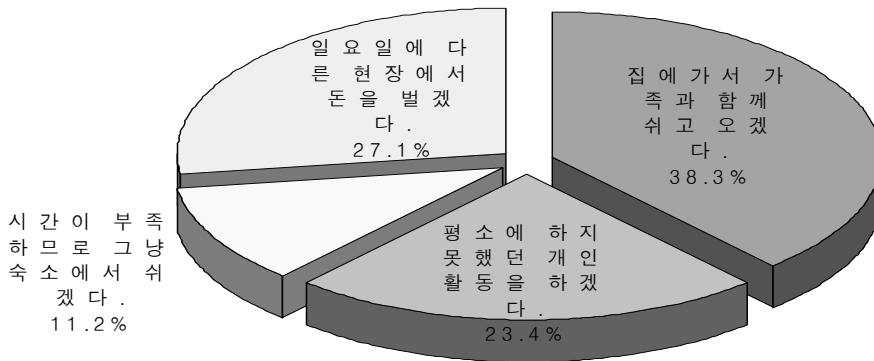 일요일에 다
른 현장에서
돈을 벌겠
다.
27.1%
집에가서 가
족과 함께
쉬고 오겠
다.
38.3%
시간이 부족
하므로 그냥
숙소에서 쉬
겠다.
11.2%
평소에 하지
못했던 개인
활동을 하겠
다.
23.4%